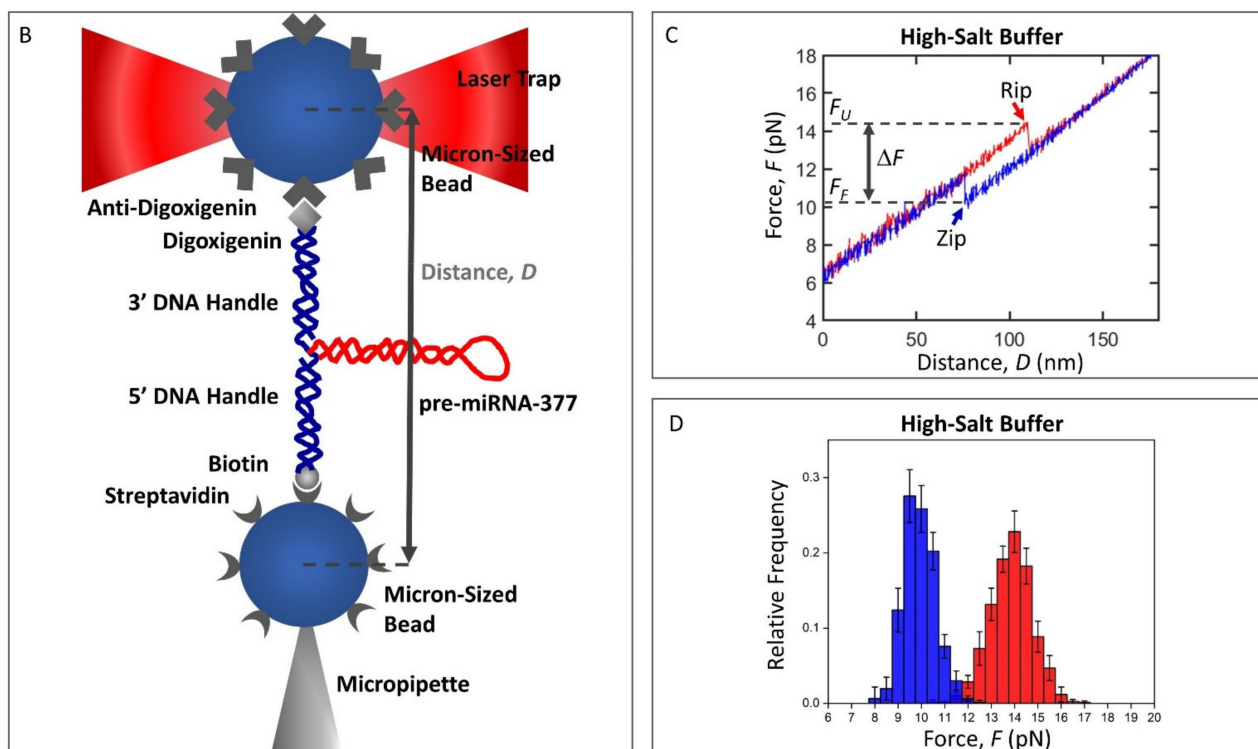 B
Laser Trap
Micron-Sized
Bead
Anti-Digoxigenin
Digoxigenin
Distance, D
3' DNA Handle
5' DNA Handle
pre-miRNA-377
Biotin
Streptavidin
Micron-Sized
Bead
Micropipette
C
High-Salt Buffer
18
16
14
12
10
8
6
4
Force, F (pN)
F_U
Rip
ΔF
F_F
Zip
0
50
100
150
Distance, D (nm)
D
High-Salt Buffer
0.3
0.2
0.1
0.0
Relative Frequency
6 7 8 9 10 11 12 13 14 15 16 17 18 19 20
Force, F (pN)